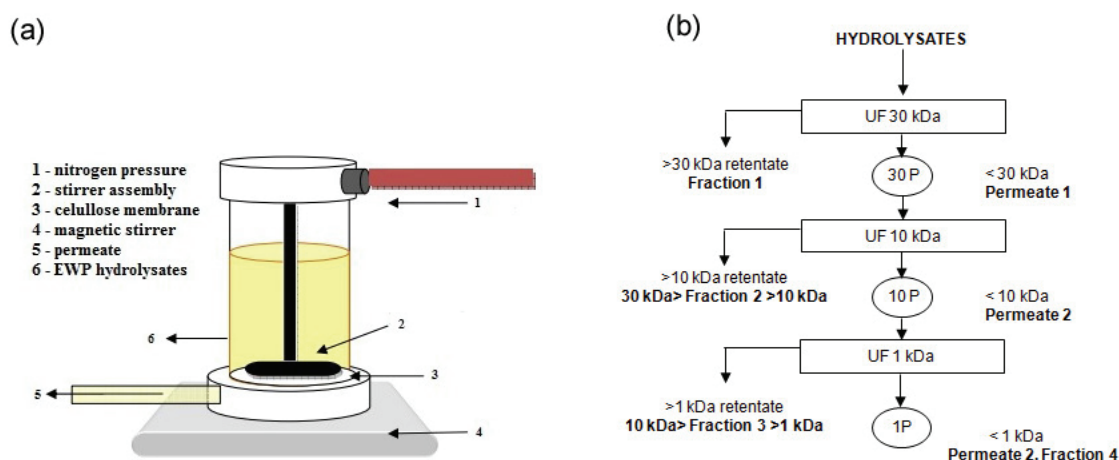 (a)
1 - nitrogen pressure
2 - stirrer assembly
3 - celullose membrane
4 - magnetic stirrer
5 - permeate
6 - EWP hydrolysates
1
2
6
3
5
4
(b)
HYDROLYSATES
UF 30 kDa
>30 kDa retentate
Fraction 1
30 P
<30 kDa
Permeate 1
UF 10 kDa
>10 kDa retentate
30 kDa> Fraction 2 >10 kDa
10 P
< 10 kDa
Permeate 2
UF 1 kDa
>1 kDa retentate
10 kDa> Fraction 3 >1 kDa
1P
< 1 kDa
Permeate 2, Fraction 4